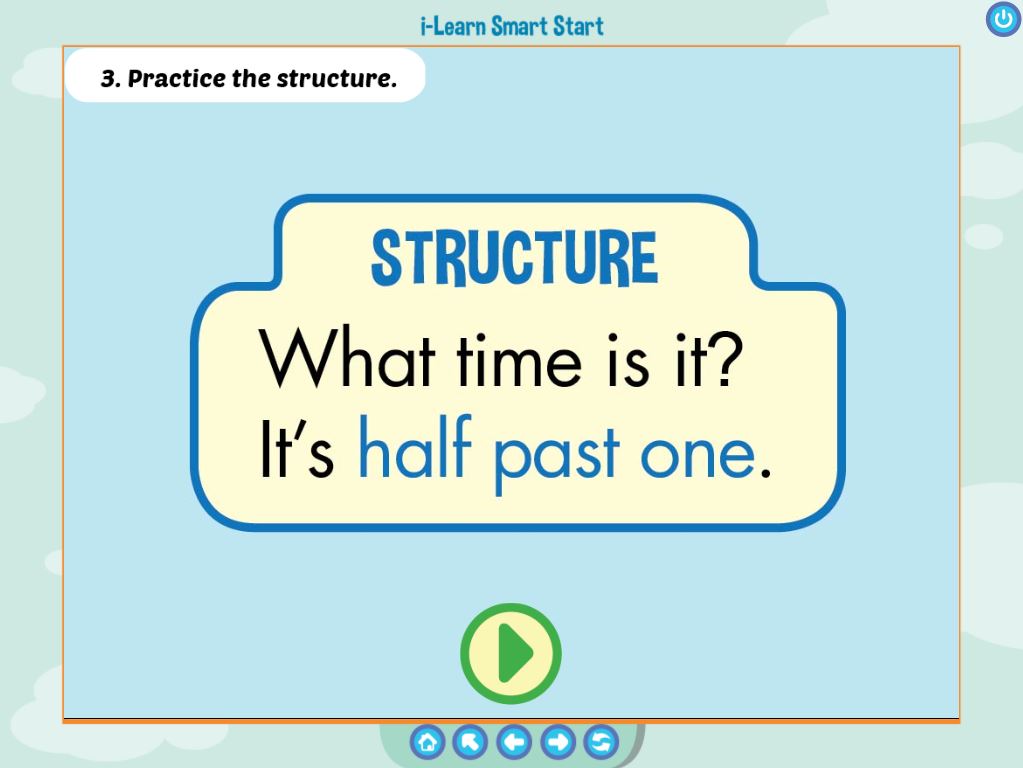 i-Learn Smart Start
3. Practice the structure.
STRUCTURE
What time is it?
It's half past one.